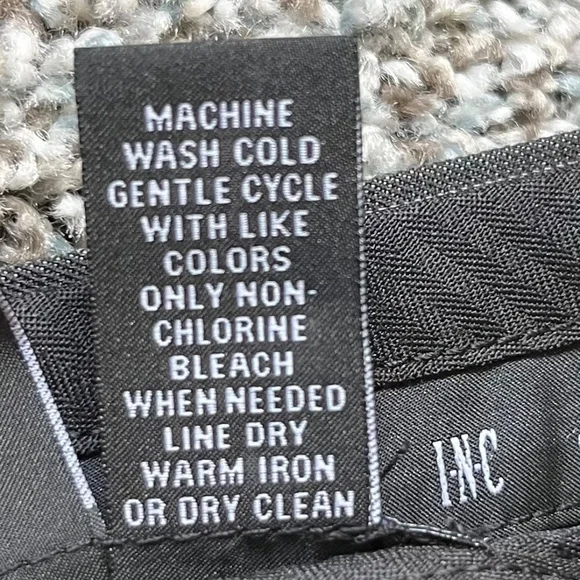 MACHINE
WASH COLD
GENTLE CYCLE
WITH LIKE
COLORS
ONLY NON-
CHLORINE
BLEACH
WHEN NEEDED
LINE DRY
WARM IRON
OR DRY CLEAN
I·N·C